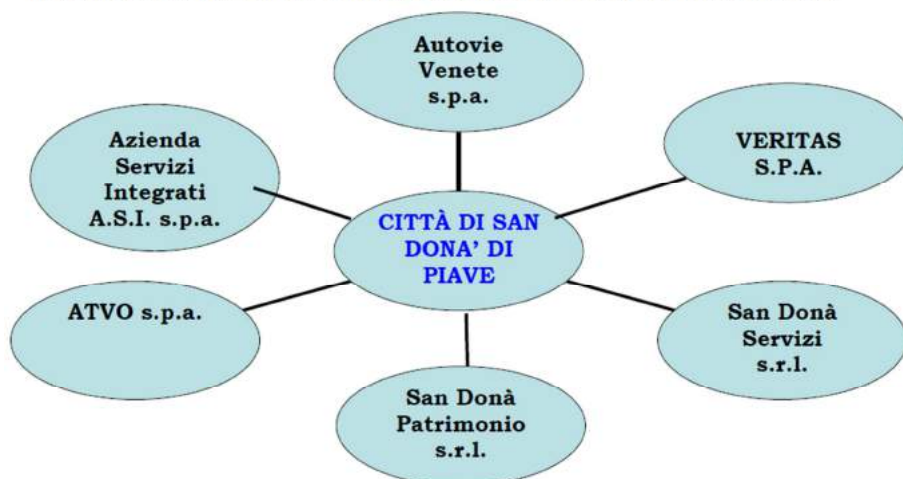 Autovie
Venete
s.p.a.
Azienda
Servizi
Integrati
A.S.I. s.p.a.
VERITAS
S.P.A.
CITTÀ DI SAN
DONA’ DI
PIAVE
ATVO s.p.a.
San Donà
Servizi
s.r.l.
San Donà
Patrimonio
s.r.l.